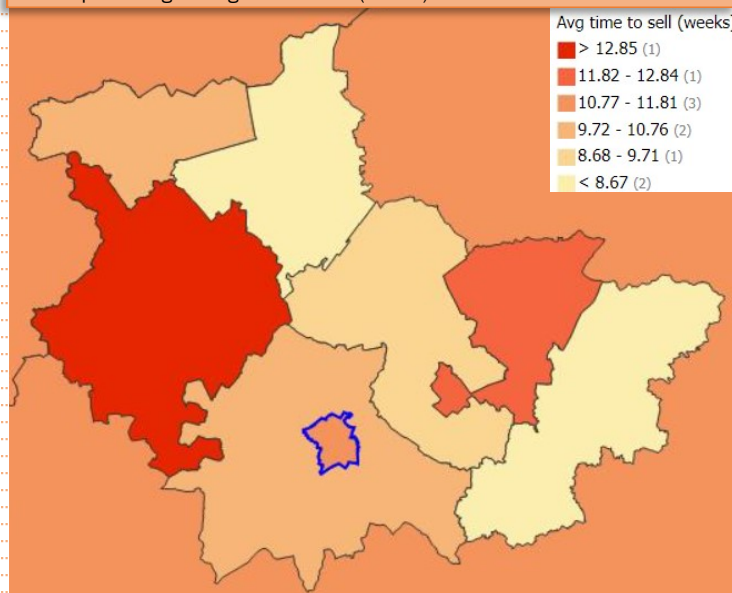 Avg time to sell (weeks)
> 12.85 (1)
11.82 - 12.84 (1)
10.77 - 11.81 (3)
9.72 - 10.76 (2)
8.68 - 9.71 (1)
< 8.67 (2)